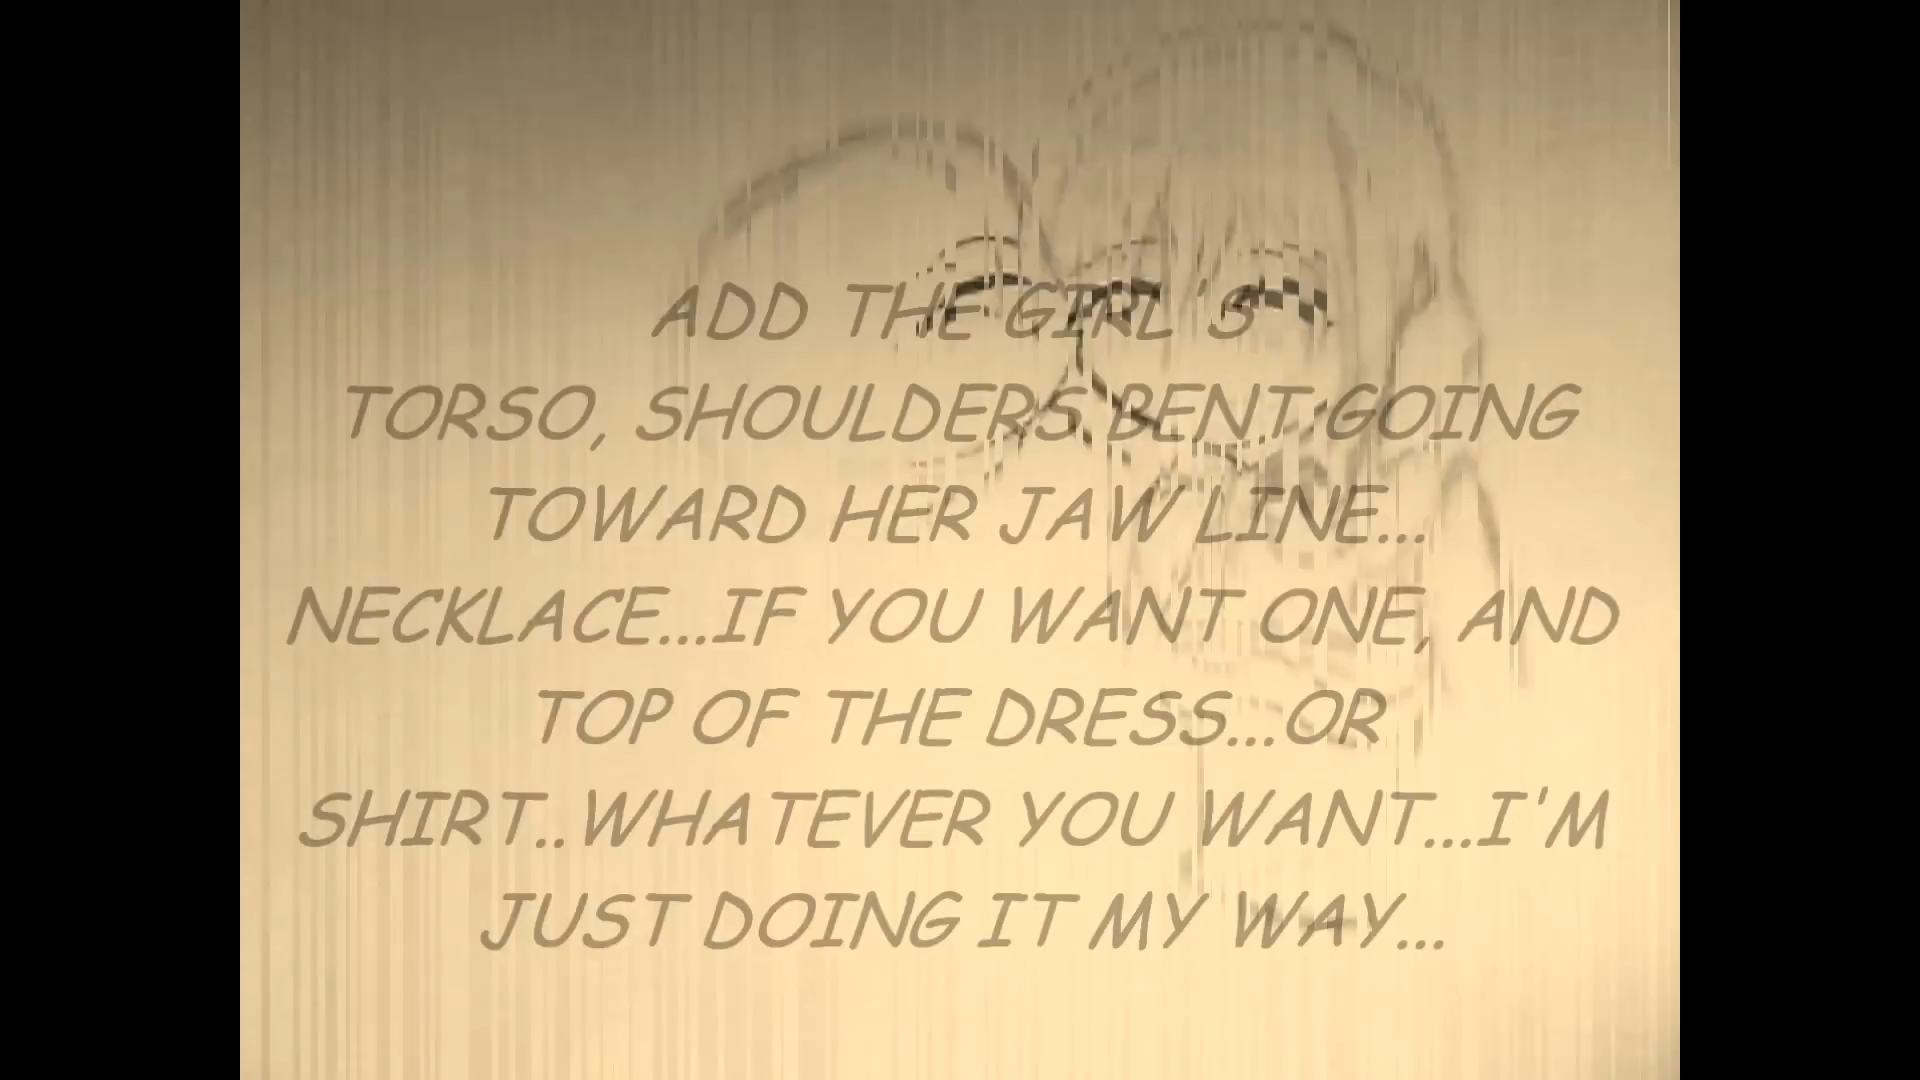 ADD THE GIRL'S
TORSO, SHOULDERS BENT GOING
TOWARD HER JAW LINE...
NECKLACE...IF YOU WANT ONE, AND
TOP OF THE DRESS...OR
SHIRT..WHATEVER YOU WANT...I'M
JUST DOING IT MY WAY...